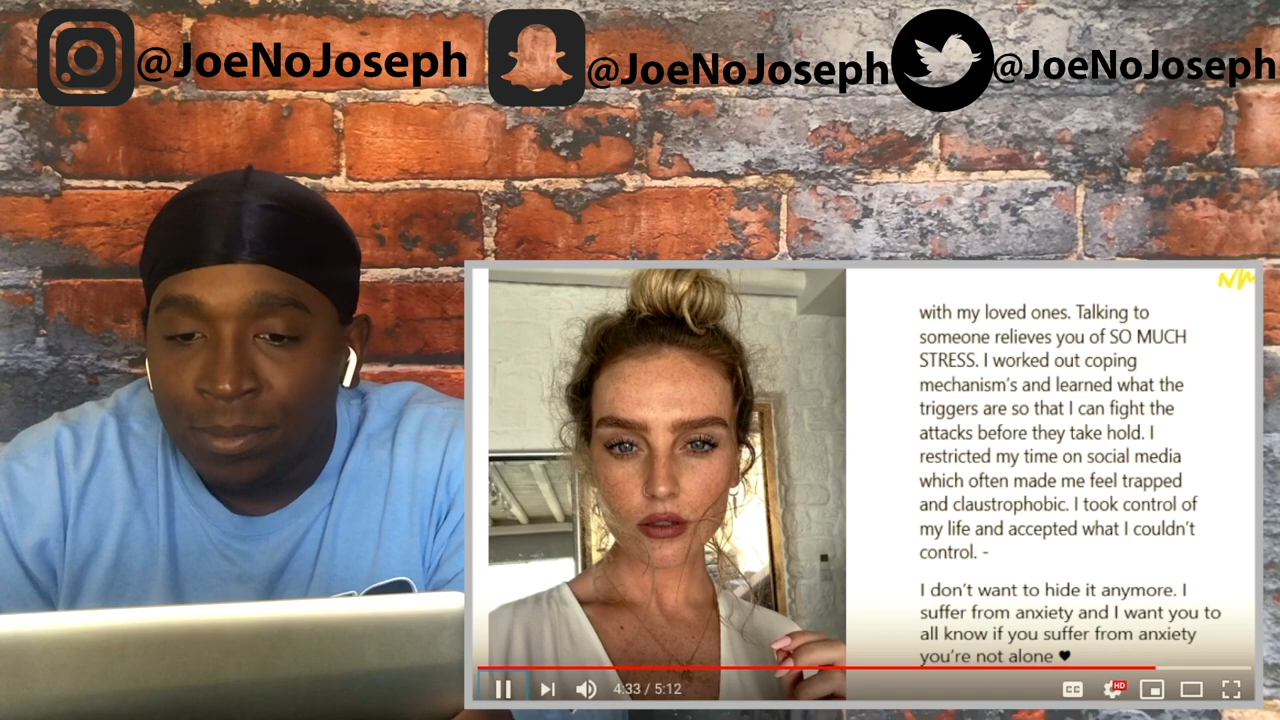 @JoeNoJoseph
@JoeNoJoseph
@JoeNoJoseph
NM
with my loved ones. Talking to
someone relieves you of SO MUCH
STRESS. I worked out coping
mechanism's and learned what the
triggers are so that I can fight the
attacks before they take hold. I
restricted my time on social media
which often made me feel trapped
and claustrophobic. I took control of
my life and accepted what I couldn't
control. -
I don't want to hide it anymore. I
suffer from anxiety and I want you to
all know if you suffer from anxiety
you're not alone ♥
4:33 / 5:12
CC
HD